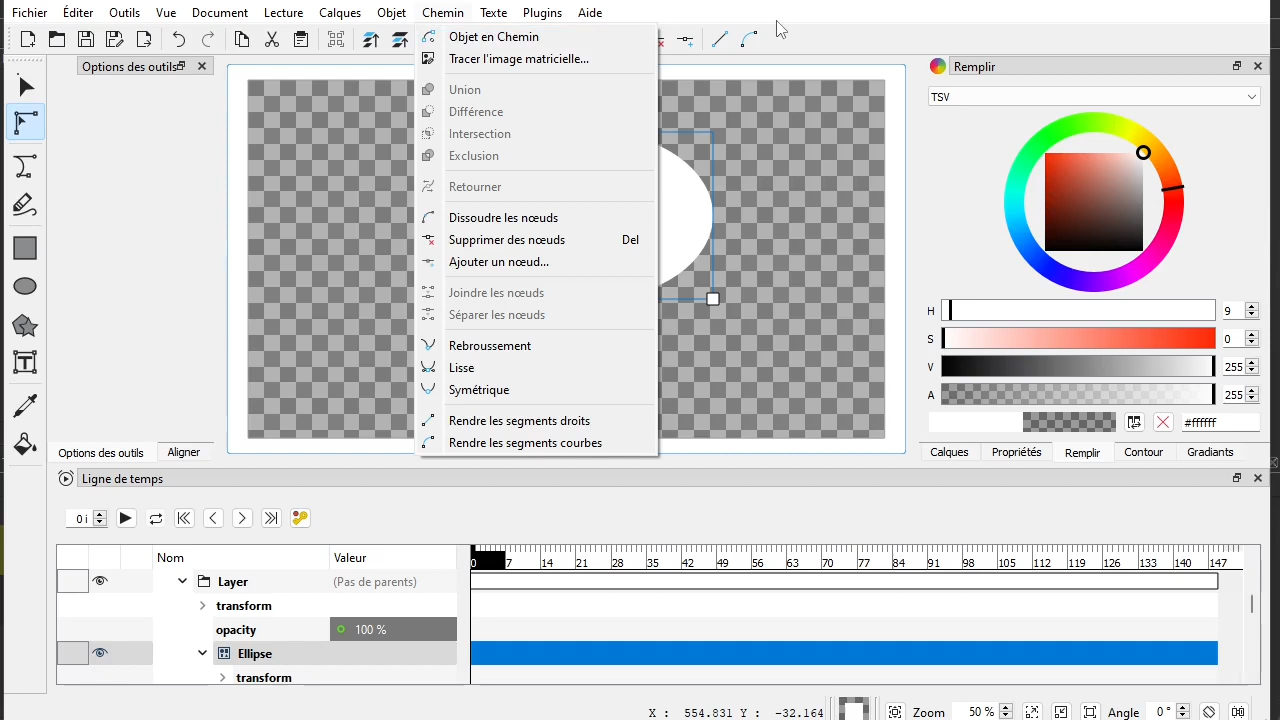 Fichier Éditer Outils Vue Document Lecture Calques Objet Chemin Texte Plugins Aide
Options des outils
Objet en Chemin
Tracer l'image matricielle...
Union
Différence
Intersection
Exclusion
Retourner
Dissoudre les nœuds
Supprimer des nœuds Del
Ajouter un nœud...
Joindre les nœuds
Séparer les nœuds
Rebroussement
Lisse
Symétrique
Rendre les segments droits
Rendre les segments courbes
Remplir
TSV
H 9
S 0
V 255
A 255
#ffffff
Options des outils Aligner
Calques Propriétés Remplir Contour Gradients
Ligne de temps
0 i
Nom Valeur
0 7 14 21 28 35 42 49 56 63 70 77 84 91 98 105 112 119 126 133 140 147
Layer (Pas de parents)
transform
opacity 100 %
Ellipse
transform
X : 554.831 Y : -32.164 Zoom 50 % Angle 0°